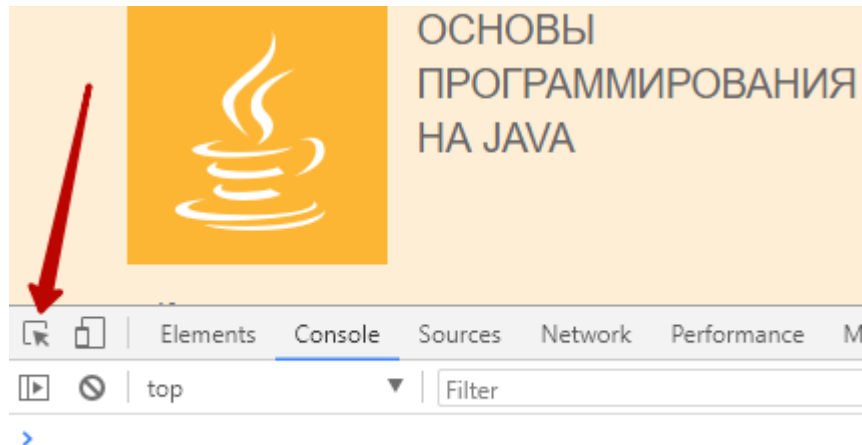 ОСНОВЫ
ПРОГРАММИРОВАНИЯ
НА JAVA
Elements Console Sources Network Performance M
top Filter